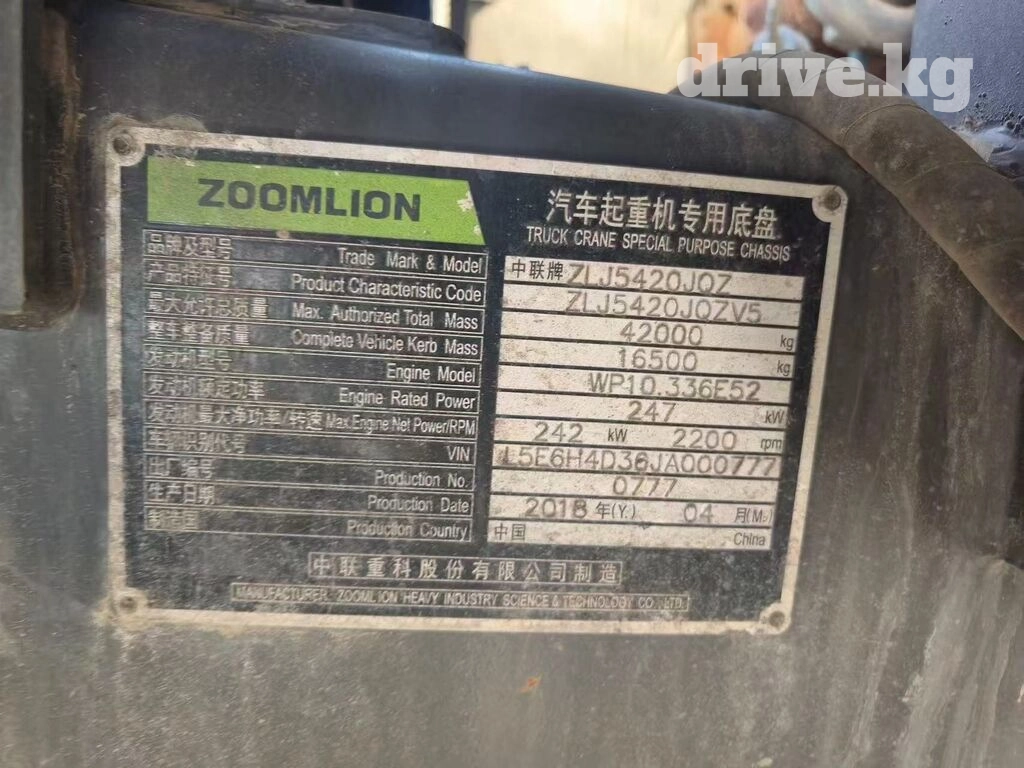 drive.kg
ZOOMLION
汽车起重机专用底盘
TRUCK CRANE SPECIAL PURPOSE CHASSIS
品牌及型号 Trade Mark & Model 中联牌 ZLJ5420JQZ
产品特征号 Product Characteristic Code ZLJ5420JQZV5
最大允许总质量 Max. Authorized Total Mass 42000 kg
整车整备质量 Complete Vehicle Kerb Mass 16500 kg
发动机型号 Engine Model WP10.336E52
发动机额定功率 Engine Rated Power 247 kW
发动机最大净功率/转速 Max.Engine Net Power/RPM 242 kW 2200 rpm
车辆识别代号 VIN L5E6H4D36JA000777
出厂编号 Production No. 0777
生产日期 Production Date 2018 年(Y.) 04 月(M.)
制造国 Production Country 中国 China
中联重科股份有限公司制造
MANUFACTURER ZOOMLION HEAVY INDUSTRY SCIENCE & TECHNOLOGY CO.,LTD.